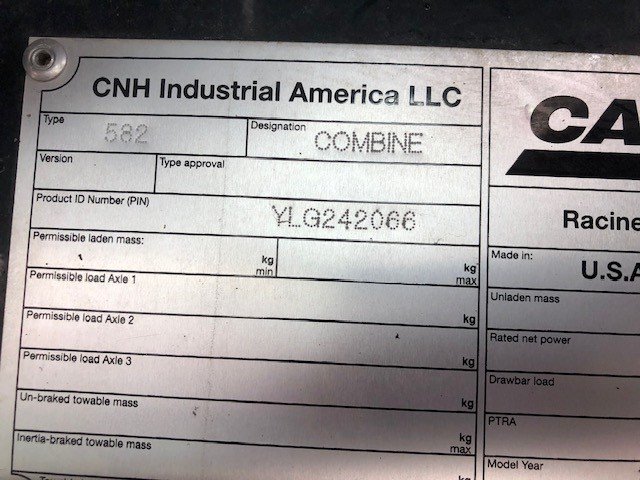 CNH Industrial America LLC
Type
582
Designation
COMBINE
Version
Type approval
Product ID Number (PIN)
YLG242066
Permissible laden mass:
kg
min
kg
max
Permissible load Axle 1
kg
Permissible load Axle 2
kg
Permissible load Axle 3
kg
Un-braked towable mass
kg
Inertia-braked towable mass
kg
max
kg
CA
Racine
Made in:
U.S.A
Unladen mass
Rated net power
Drawbar load
PTRA
Model Year